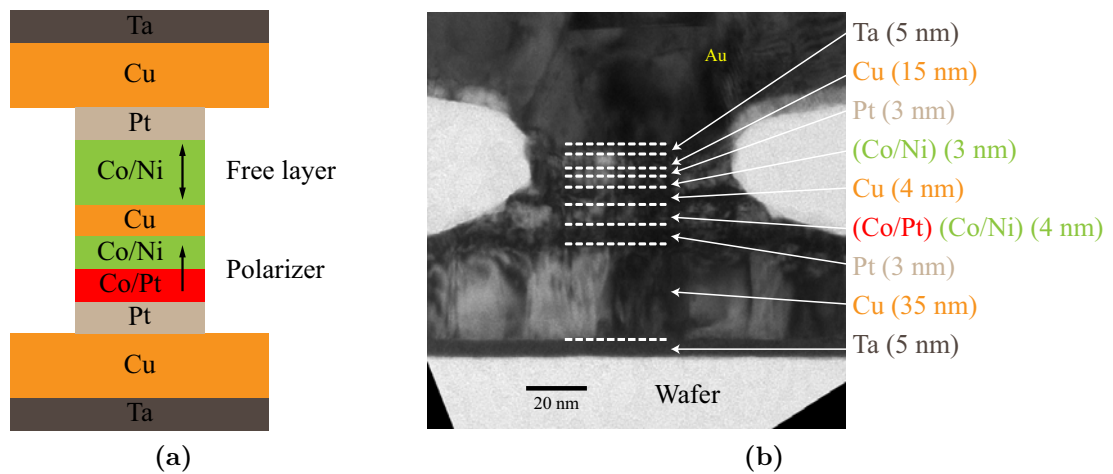 Ta
Cu
Pt
Co/Ni
Free layer
Cu
Co/Ni
Polarizer
Co/Pt
Pt
Cu
Ta
(a)
Au
Ta (5 nm)
Cu (15 nm)
Pt (3 nm)
(Co/Ni) (3 nm)
Cu (4 nm)
(Co/Pt) (Co/Ni) (4 nm)
Pt (3 nm)
Cu (35 nm)
Ta (5 nm)
20 nm
Wafer
(b)